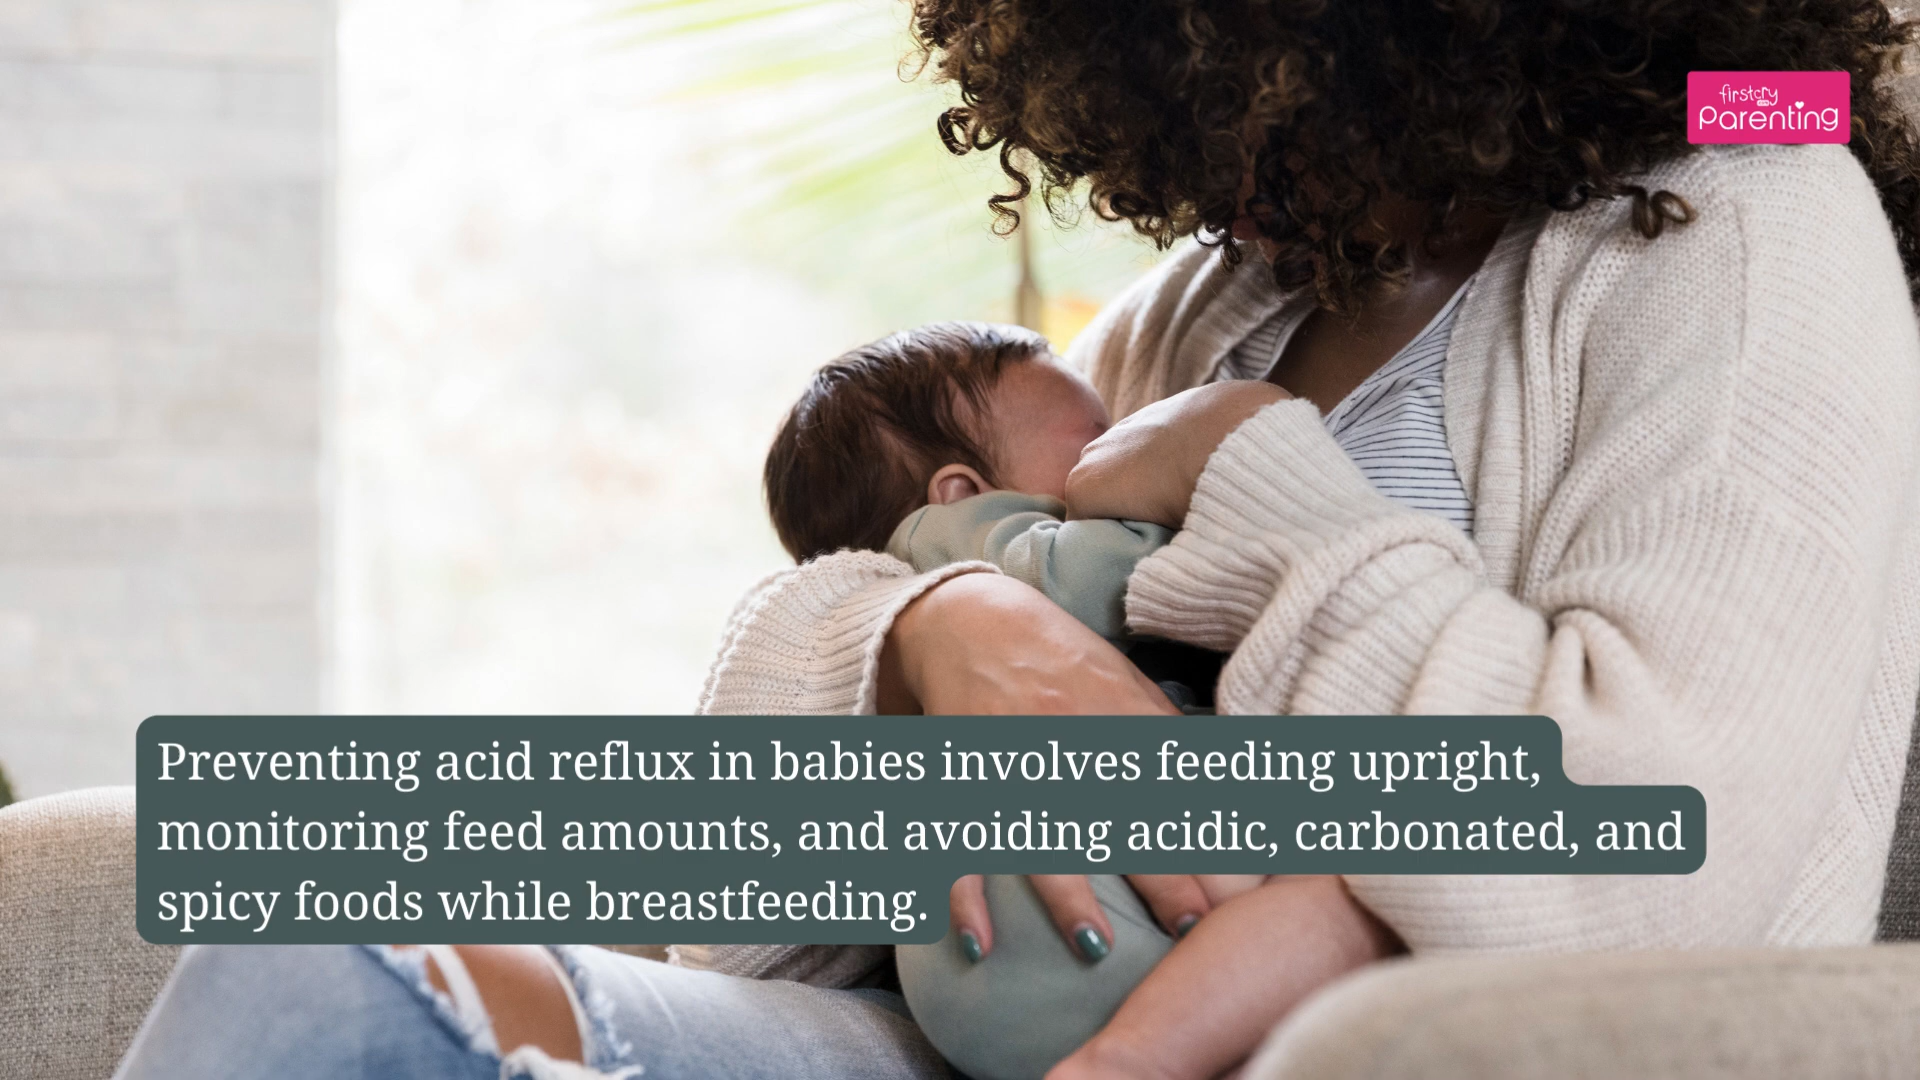 firstcry
Parenting
Preventing acid reflux in babies involves feeding upright,
monitoring feed amounts, and avoiding acidic, carbonated, and
spicy foods while breastfeeding.